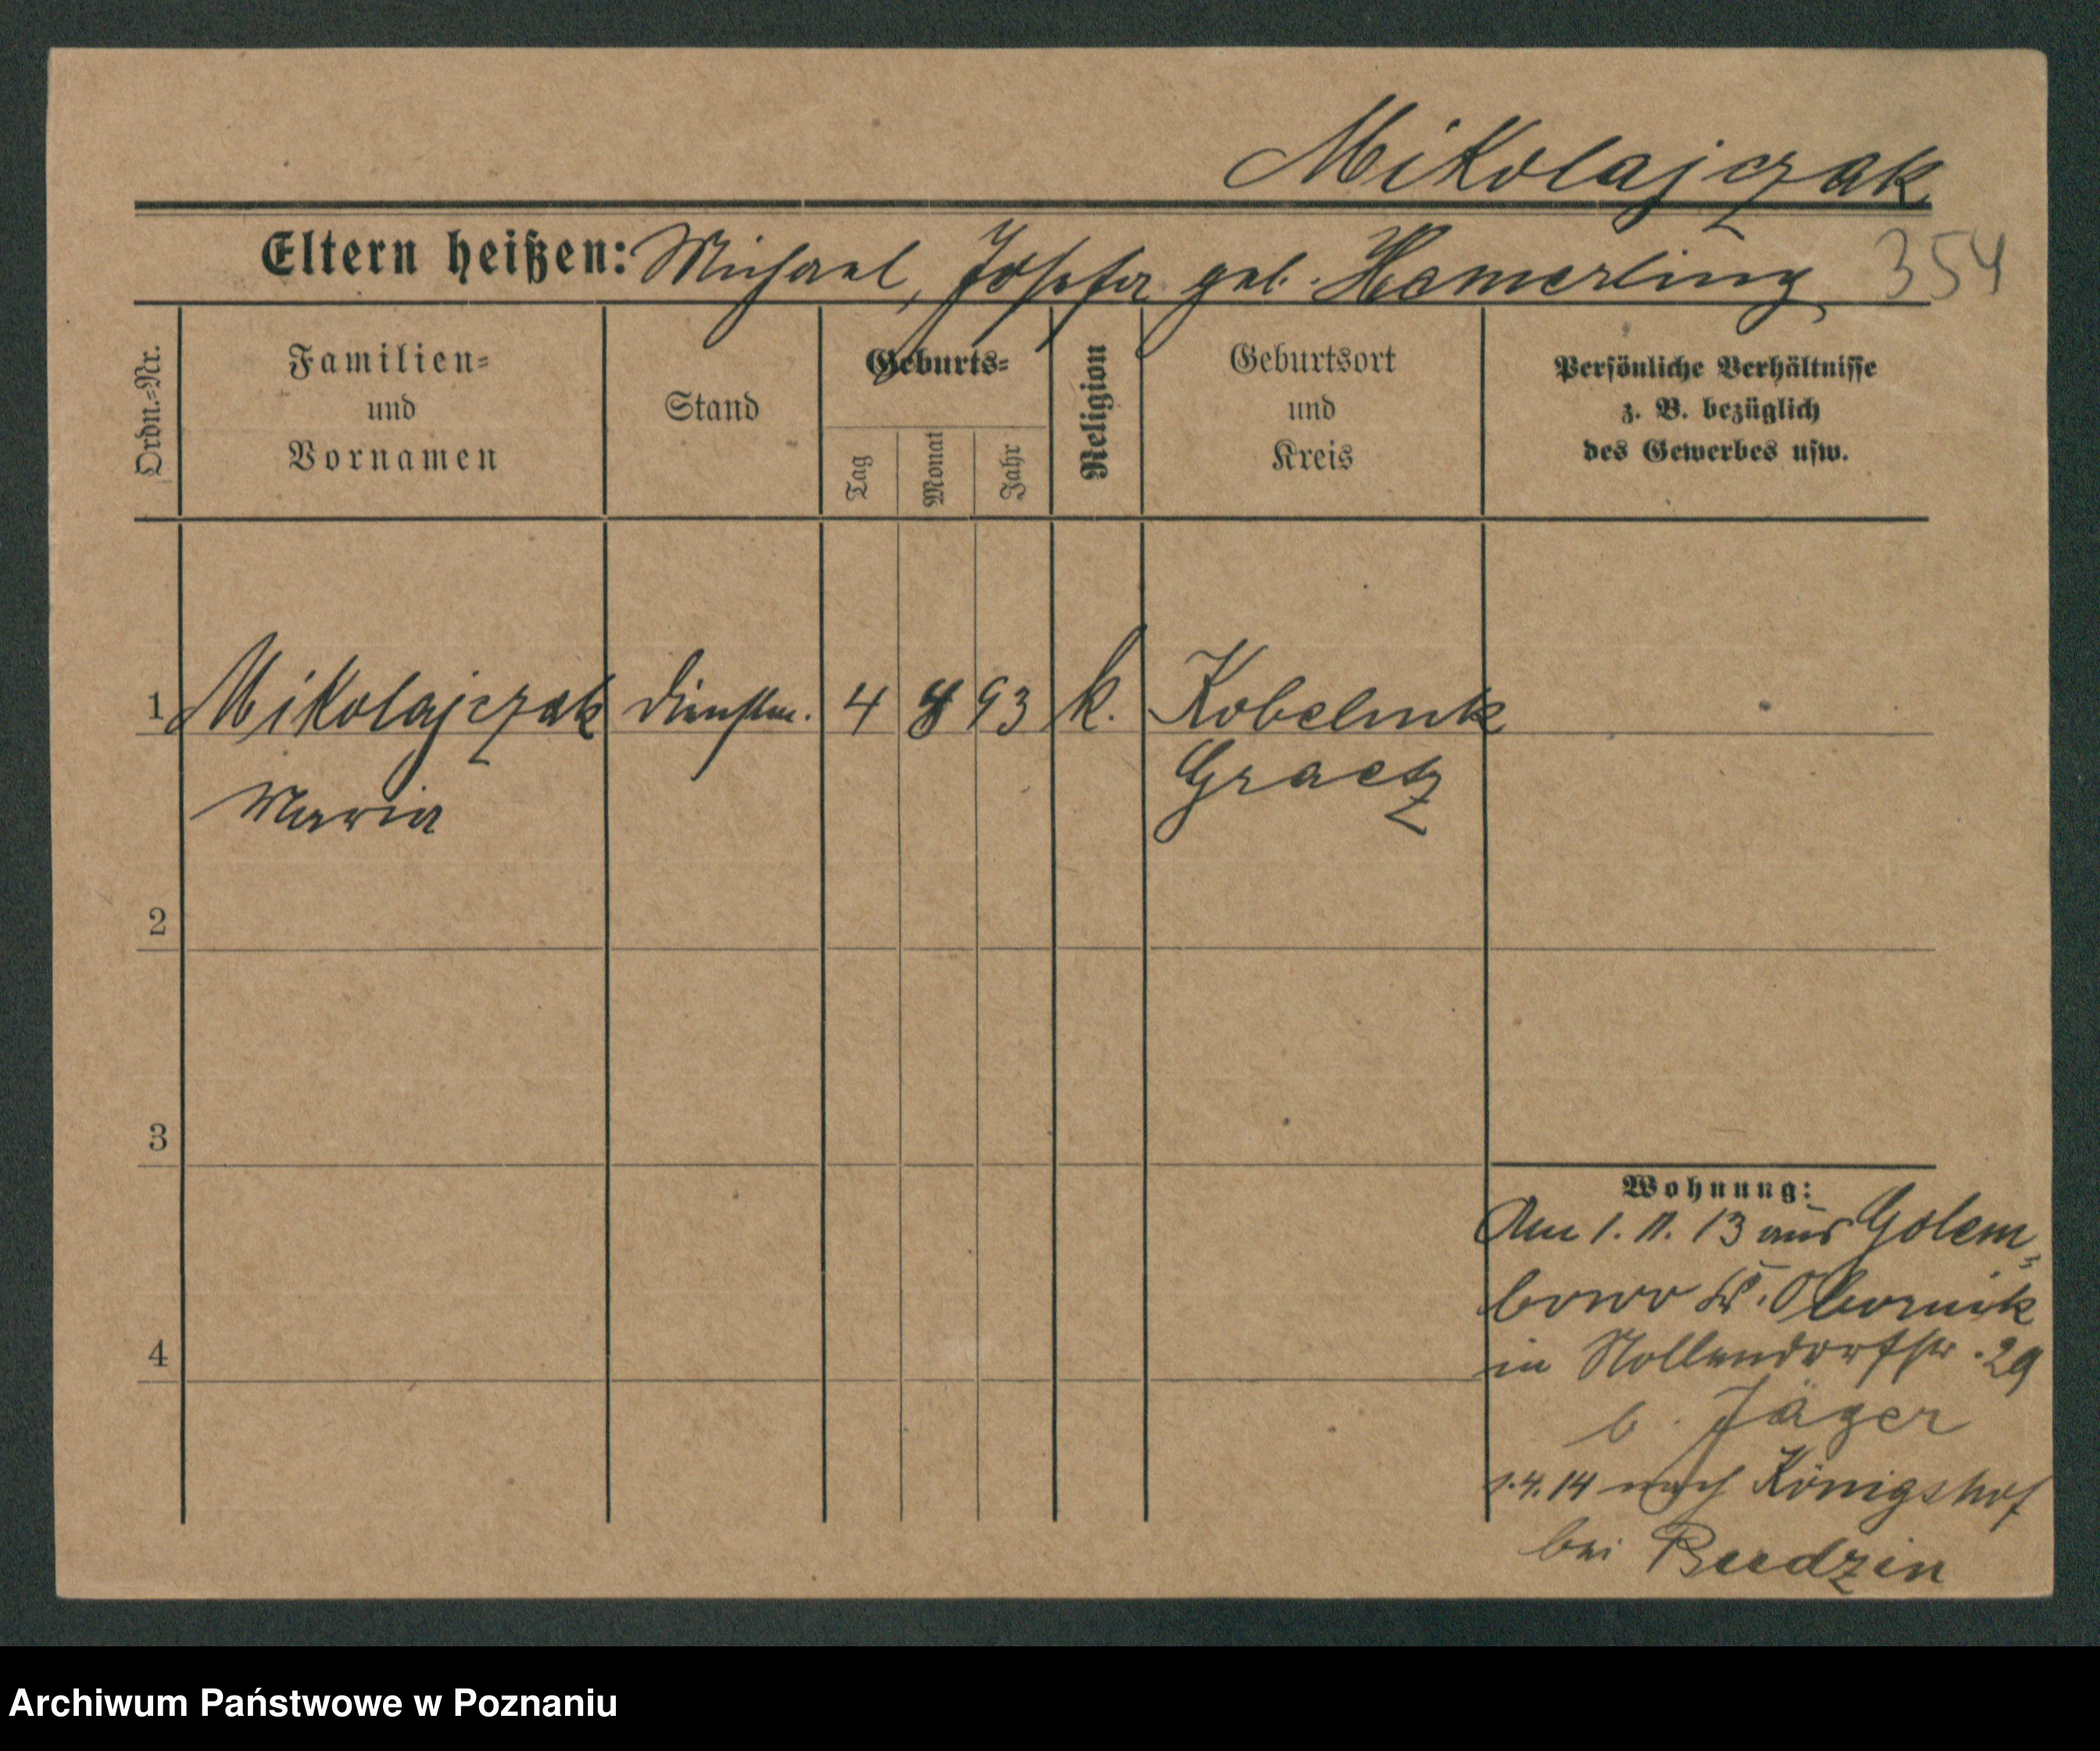 Mikolajczak
Eltern heißen: Michael, Josefa geb. Hamerling 354
Ordn.-Nr.
Familien-
und
Vornamen
Stand
Geburts-
Tag
Monat
Jahr
Religion
Geburtsort
und
Kreis
Persönliche Verhältnisse
z. B. bezüglich
des Gewerbes usw.
1 Mikolajczak Dienstm. 4 8 93 k. Kobelnik
Maria Graetz
2
3
4
Wohnung:
Am 1. 11. 13 aus Golem-
bowo Kr. Obornik
in Nollendorfstr. 29
b. Jäger
1.4.14 nach Königshof
bei Budzin
Archiwum Państwowe w Poznaniu